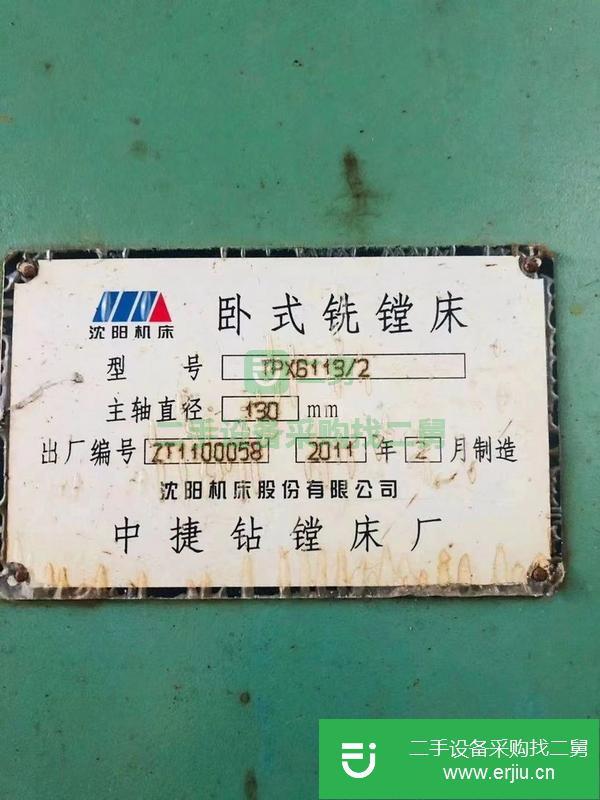 沈阳机床
卧式铣镗床
型 号 TPX6113/2
主轴直径 130 mm
出厂编号 ZT1100058 2011 年 2 月制造
沈阳机床股份有限公司
中捷钻镗床厂
二舅
二手设备采购找二舅
二手设备采购找二舅
www.erjiu.cn